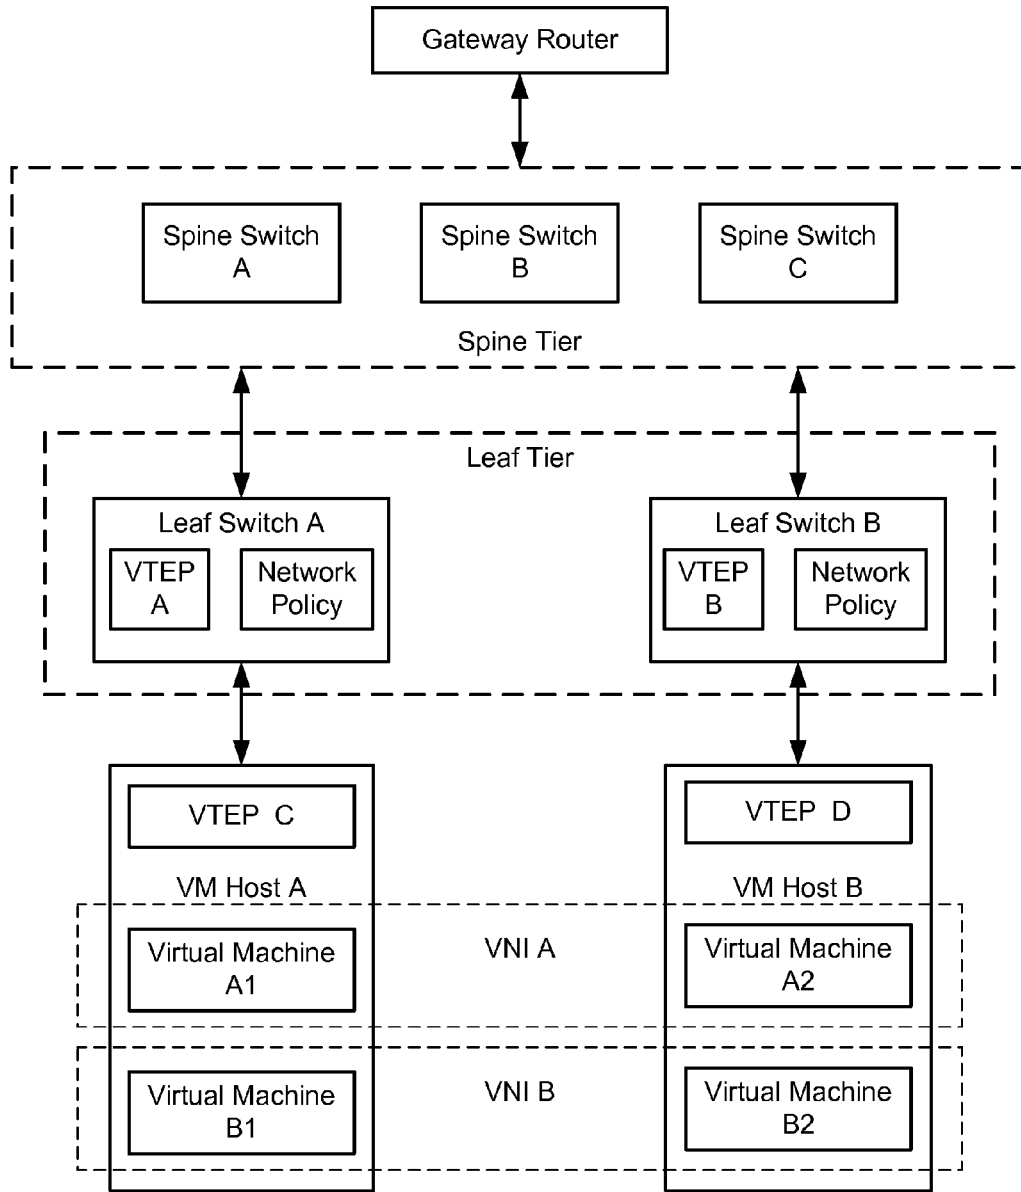 Gateway Router
Spine Switch
A
Spine Switch
B
Spine Switch
C
Spine Tier
Leaf Tier
Leaf Switch A
VTEP
A
Network
Policy
Leaf Switch B
VTEP
B
Network
Policy
VTEP C
VM Host A
VTEP D
VM Host B
Virtual Machine
A1
VNI A
Virtual Machine
A2
Virtual Machine
B1
VNI B
Virtual Machine
B2